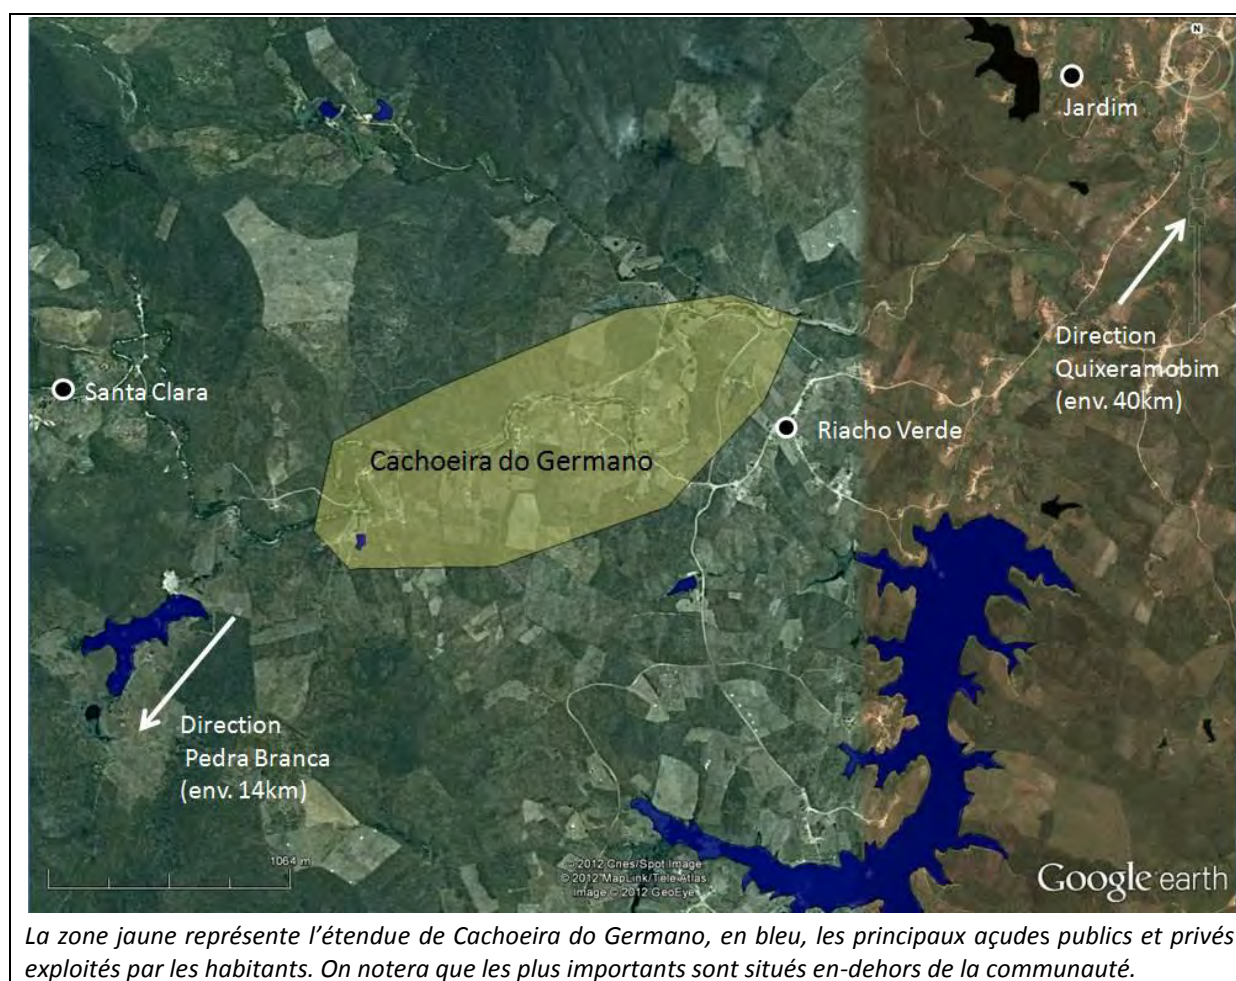 N
Jardim
Direction
Quixeramobim
(env. 40km)
Santa Clara
Riacho Verde
Cachoeira do Germano
Direction
Pedra Branca
(env. 14km)
1064 m
© 2012 Cnes/Spot Image
© 2012 MapLink/Tele Atlas
Image © 2012 GeoEye
Google earth
La zone jaune représente l’étendue de Cachoeira do Germano, en bleu, les principaux açudes publics et privés
exploités par les habitants. On notera que les plus importants sont situés en-dehors de la communauté.